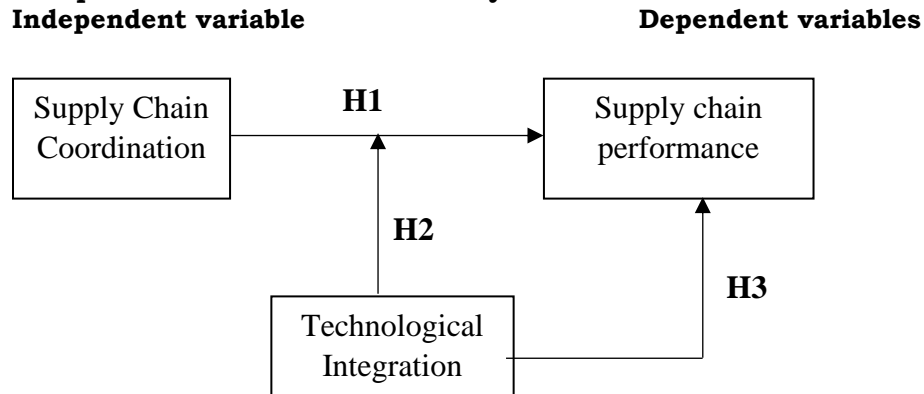 Independent variable
Dependent variables
Supply Chain
Coordination
H1
Supply chain
performance
H2
H3
Technological
Integration